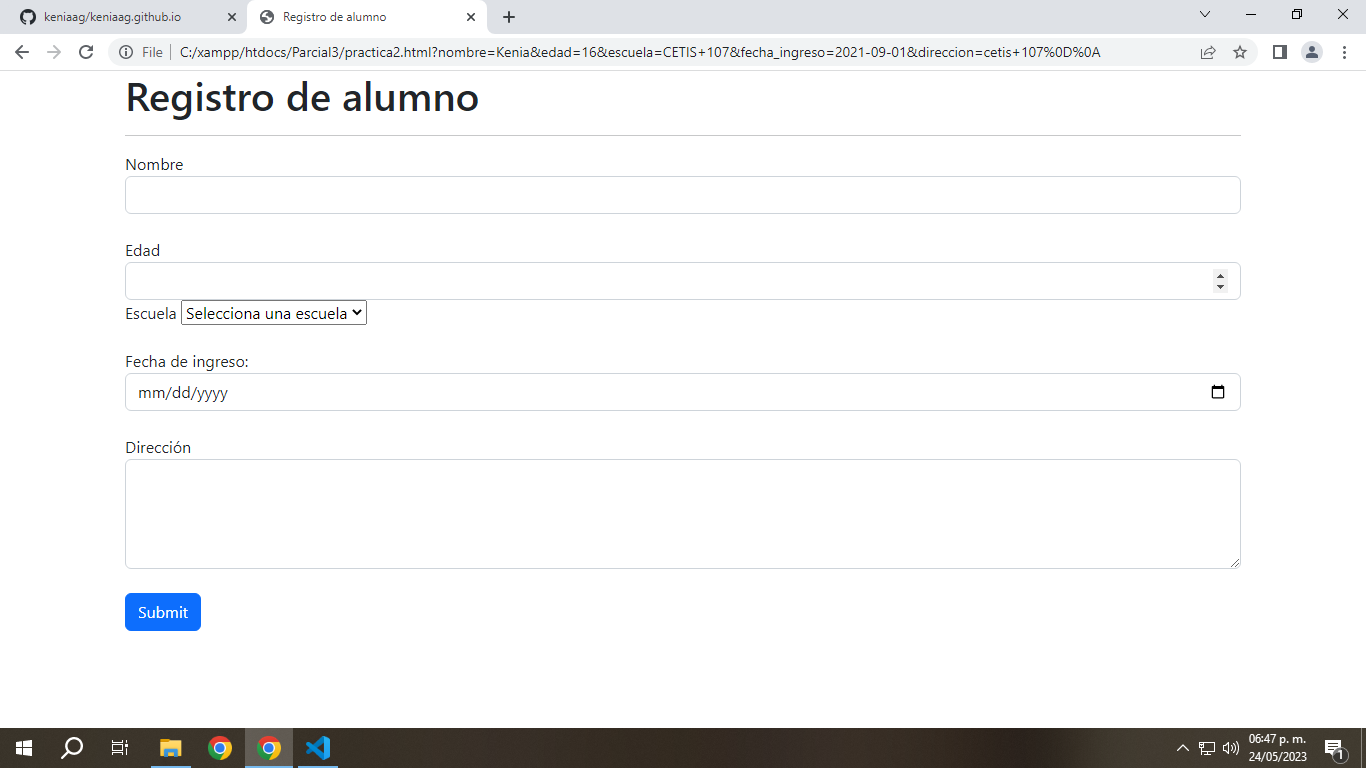 keniaag/keniaag.github.io
Registro de alumno
File
C:/xampp/htdocs/Parcial3/practica2.html?nombre=Kenia&edad=16&escuela=CETIS+107&fecha_ingreso=2021-09-01&direccion=cetis+107%0D%0A
Registro de alumno
Nombre
Edad
Escuela Selecciona una escuela
Fecha de ingreso:
mm/dd/yyyy
Dirección
Submit
06:47 p. m.
24/05/2023
1